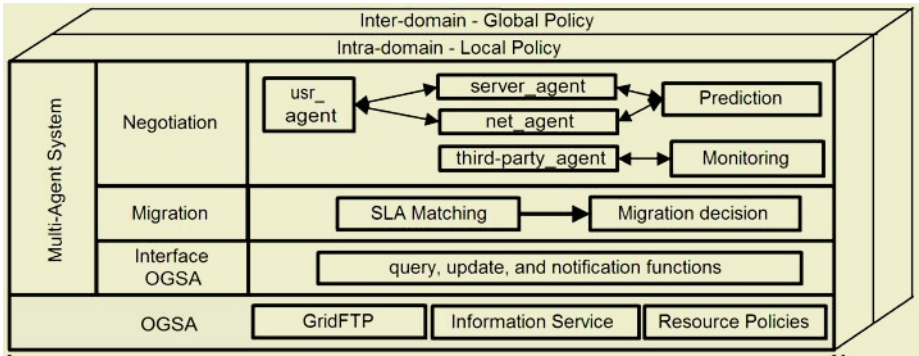 Inter-domain - Global Policy
Intra-domain - Local Policy
Multi-Agent System
Negotiation
usr_
agent
server_agent
net_agent
third-party_agent
Prediction
Monitoring
Migration
SLA Matching
Migration decision
Interface
OGSA
query, update, and notification functions
OGSA
GridFTP
Information Service
Resource Policies